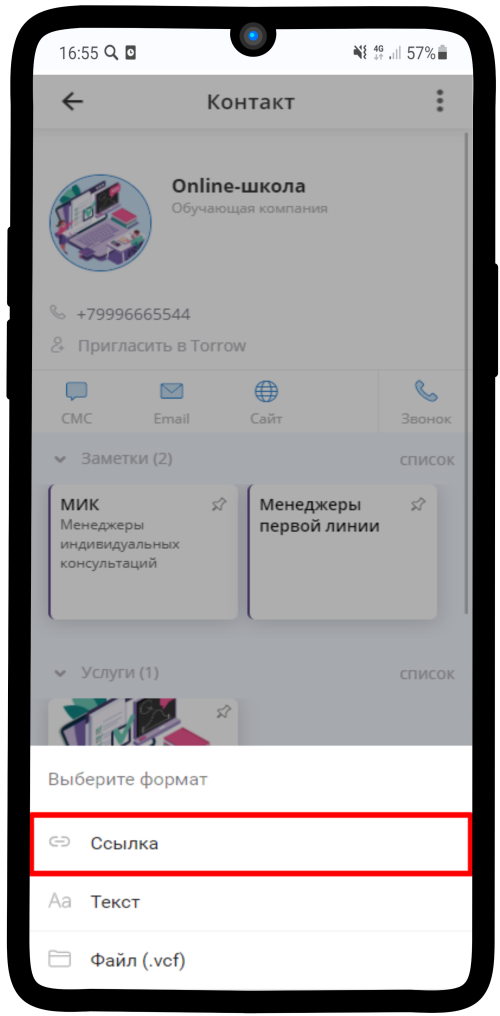 16:55 4G 57%
Контакт
Online-школа
Обучающая компания
+79996665544
Пригласить в Torrow
СМС Email Сайт Звонок
Заметки (2) список
МИК
Менеджеры
индивидуальных
консультаций
Менеджеры
первой линии
Услуги (1) список
Выберите формат
Ссылка
Aa Текст
Файл (.vcf)